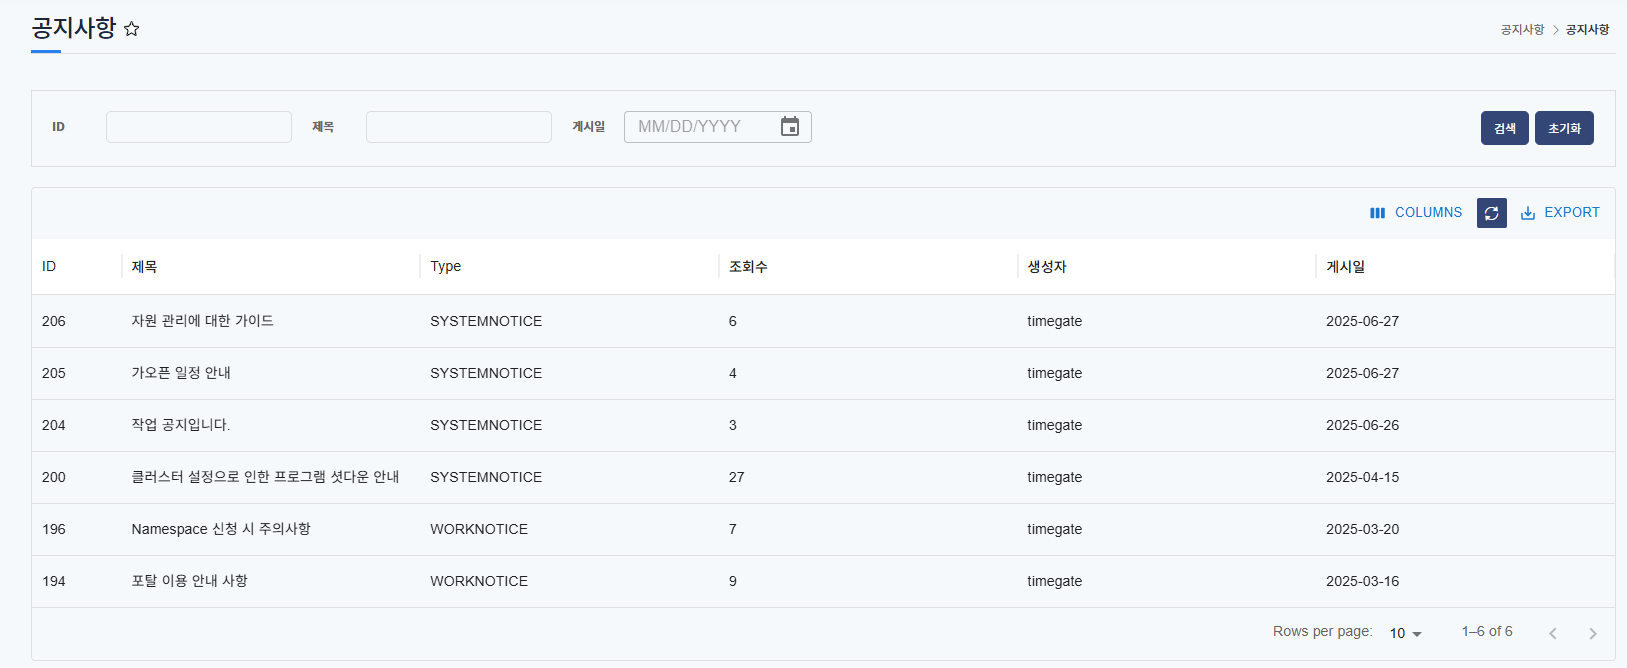 공지사항
공지사항 > 공지사항
ID 제목 게시일 MM/DD/YYYY 검색 초기화
COLUMNS EXPORT
ID 제목 Type 조회수 생성자 게시일
206 자원 관리에 대한 가이드 SYSTEMNOTICE 6 timegate 2025-06-27
205 가오픈 일정 안내 SYSTEMNOTICE 4 timegate 2025-06-27
204 작업 공지입니다. SYSTEMNOTICE 3 timegate 2025-06-26
200 클러스터 설정으로 인한 프로그램 셧다운 안내 SYSTEMNOTICE 27 timegate 2025-04-15
196 Namespace 신청 시 주의사항 WORKNOTICE 7 timegate 2025-03-20
194 포탈 이용 안내 사항 WORKNOTICE 9 timegate 2025-03-16
Rows per page: 10 1–6 of 6